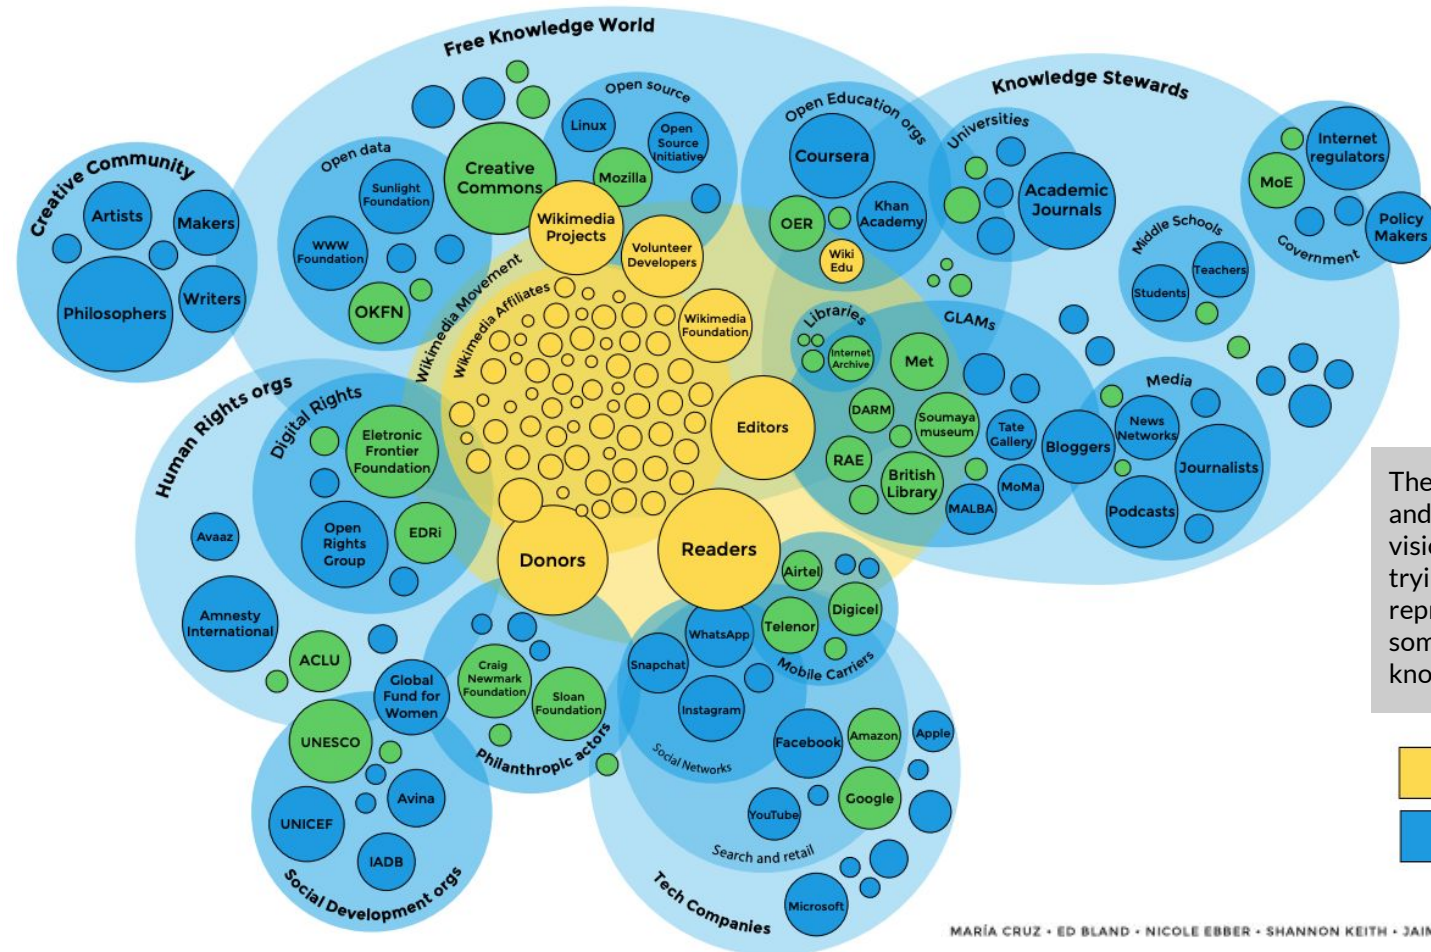 Free Knowledge World
Open source
Linux
Open
Source
Initiative
Mozilla
Creative
Commons
Open data
Sunlight
Foundation
WWW
Foundation
OKFN
Creative Community
Artists
Makers
Philosophers
Writers
Wikimedia
Projects
Volunteer
Developers
Wikimedia Movement
Wikimedia Affiliates
Wikimedia
Foundation
Editors
Readers
Donors
Open Education orgs
Coursera
OER
Khan
Academy
Wiki
Edu
Knowledge Stewards
Universities
Academic
Journals
Internet
regulators
MoE
Policy
Makers
Government
Middle Schools
Teachers
Students
Libraries
Internet
Archive
GLAMs
Met
DARM
Soumaya
museum
RAE
British
Library
Tate
Gallery
MoMa
MALBA
Bloggers
Media
News
Networks
Journalists
Podcasts
Human Rights orgs
Digital Rights
Eletronic
Frontier
Foundation
EDRi
Open
Rights
Group
Avaaz
Amnesty
International
ACLU
Global
Fund for
Women
UNESCO
Avina
UNICEF
IADB
Social Development orgs
Craig
Newmark
Foundation
Sloan
Foundation
Philanthropic actors
Airtel
Digicel
Telenor
Mobile Carriers
WhatsApp
Snapchat
Instagram
Social Networks
Facebook
Amazon
Apple
Google
YouTube
Search and retail
Microsoft
Tech Companies
The
and
visio
tryi
repr
som
kno
MARÍA CRUZ • ED BLAND • NICOLE EBBER • SHANNON KEITH • JAIM